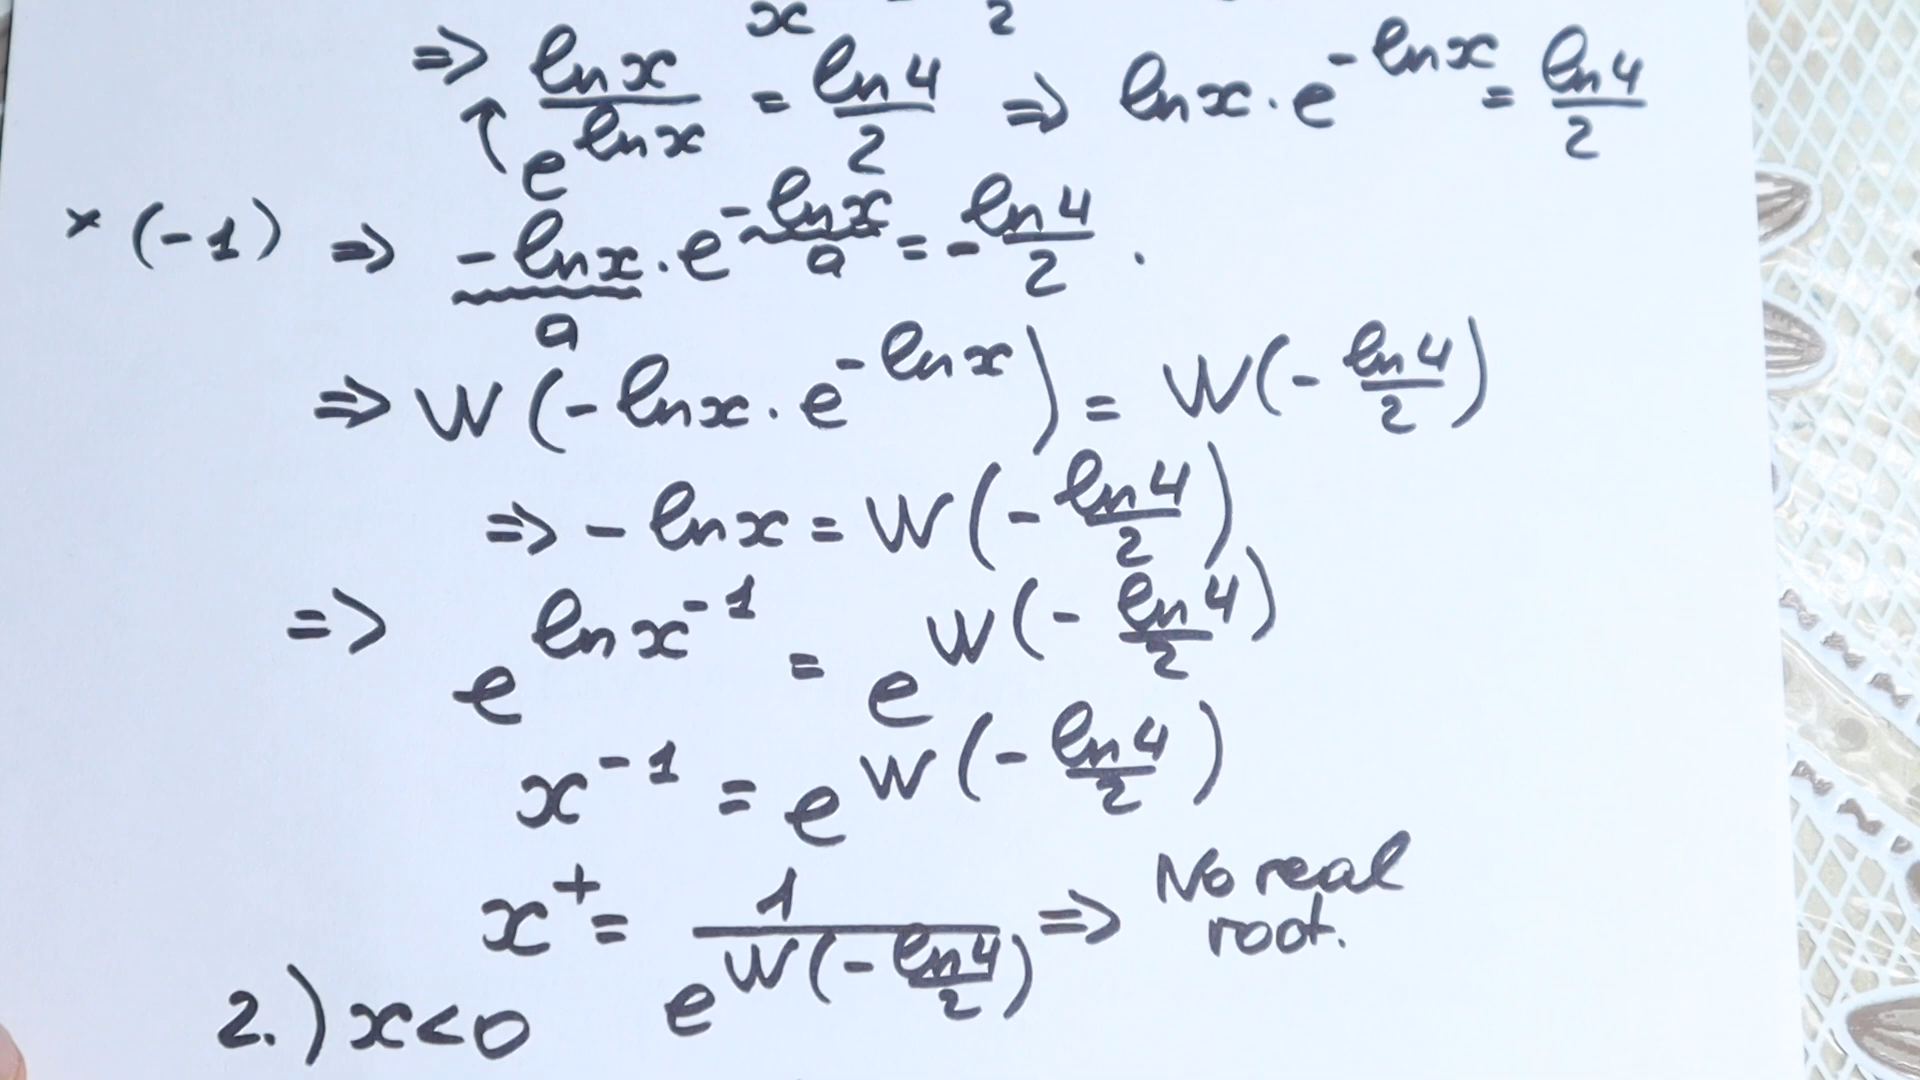 x 2
=> ln x / e^(ln x) = ln 4 / 2 => ln x · e^(- ln x) = ln 4 / 2
× (-1) => - ln x · e^(- ln x) = - ln 4 / 2 .
a a
=> W(- ln x · e^(- ln x)) = W(- ln 4 / 2)
=> - ln x = W(- ln 4 / 2)
=> e^(ln x^-1) = e^(W(- ln 4 / 2))
x^-1 = e^(W(- ln 4 / 2))
x^+ = 1 / e^(W(- ln 4 / 2)) => No real root.
2.) x < 0